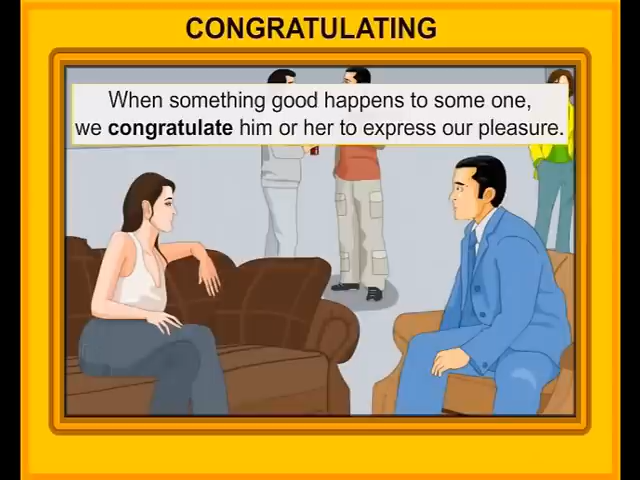 CONGRATULATING
When something good happens to some one,
we congratulate him or her to express our pleasure.